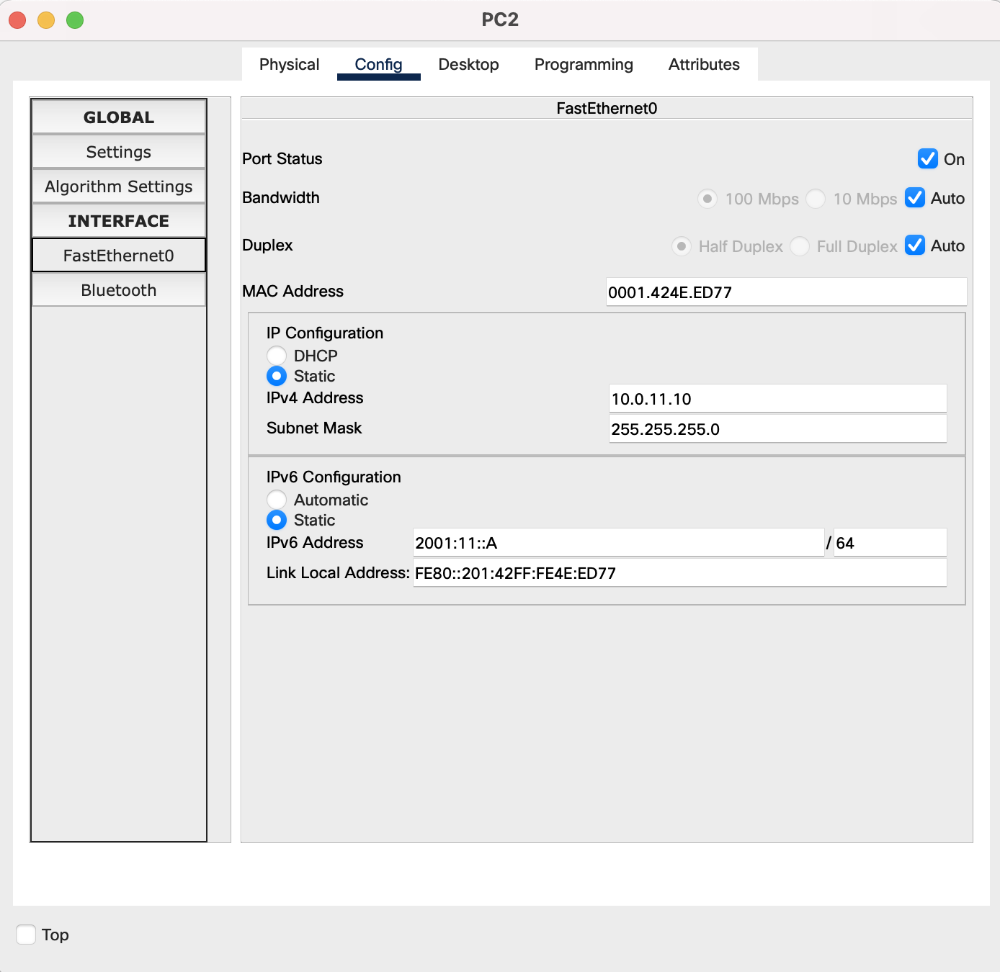 PC2
Physical Config Desktop Programming Attributes
GLOBAL
Settings
Algorithm Settings
INTERFACE
FastEthernet0
Bluetooth
FastEthernet0
Port Status On
Bandwidth 100 Mbps 10 Mbps Auto
Duplex Half Duplex Full Duplex Auto
MAC Address 0001.424E.ED77
IP Configuration
DHCP
Static
IPv4 Address 10.0.11.10
Subnet Mask 255.255.255.0
IPv6 Configuration
Automatic
Static
IPv6 Address 2001:11::A / 64
Link Local Address: FE80::201:42FF:FE4E:ED77
Top